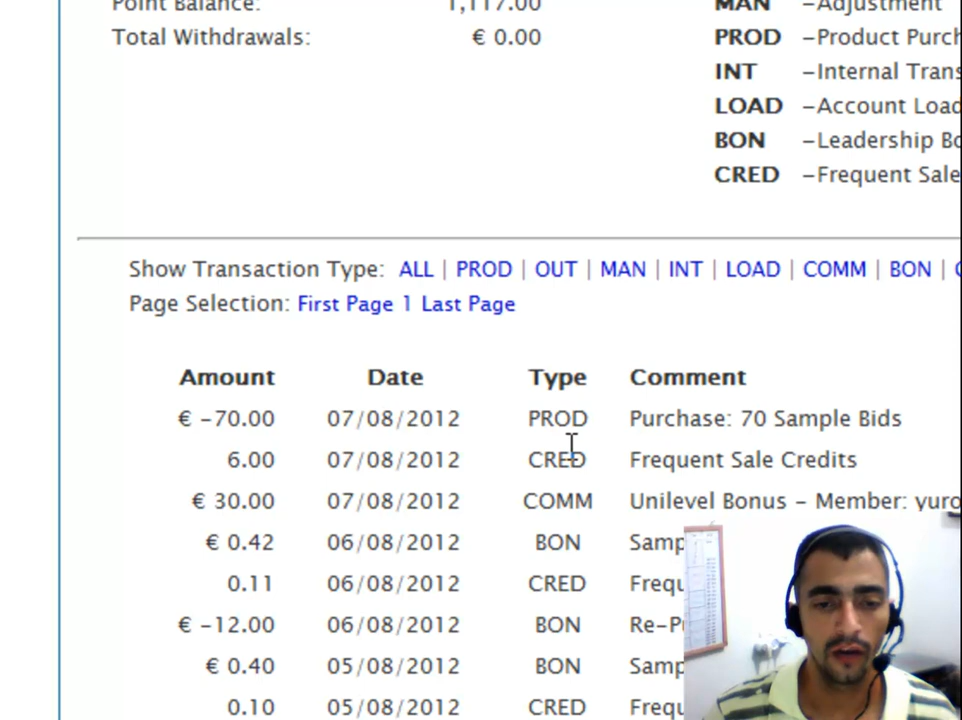 Point Balance: 1,117.00 MAN –Adjustment
Total Withdrawals: € 0.00 PROD –Product Purch
INT –Internal Trans
LOAD –Account Load
BON –Leadership Bo
CRED –Frequent Sale
Show Transaction Type: ALL | PROD | OUT | MAN | INT | LOAD | COMM | BON |
Page Selection: First Page 1 Last Page
Amount Date Type Comment
€ -70.00 07/08/2012 PROD Purchase: 70 Sample Bids
6.00 07/08/2012 CRED Frequent Sale Credits
€ 30.00 07/08/2012 COMM Unilevel Bonus - Member: yuro
€ 0.42 06/08/2012 BON Samp
0.11 06/08/2012 CRED Frequ
€ -12.00 06/08/2012 BON Re-P
€ 0.40 05/08/2012 BON Samp
0.10 05/08/2012 CRED Frequ